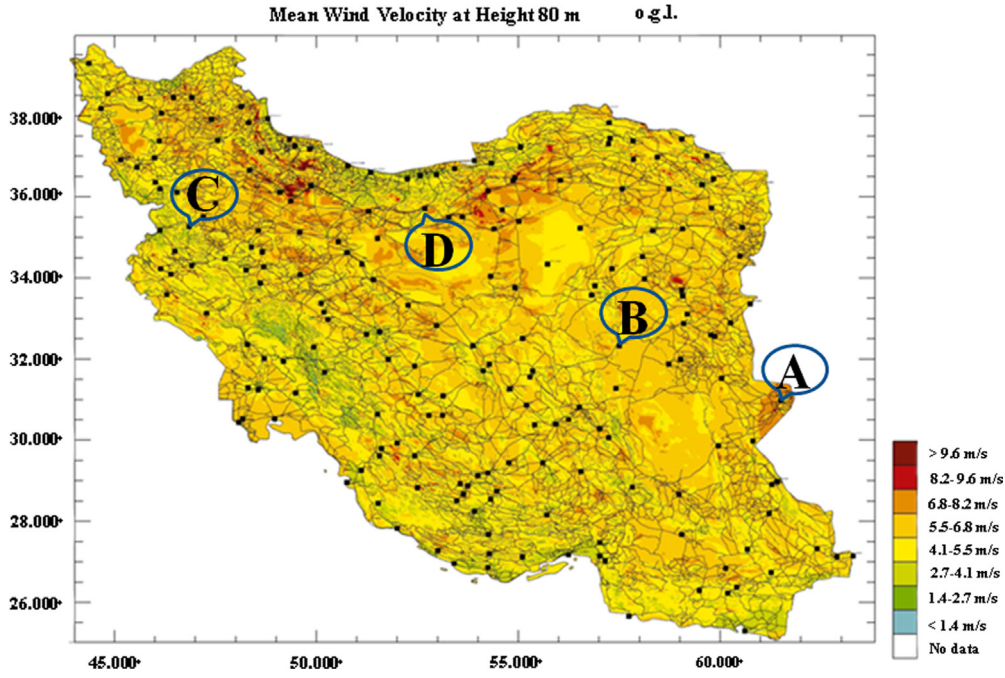 Mean Wind Velocity at Height 80 m o.g.l.
38.000°
36.000°
34.000°
32.000°
30.000°
28.000°
26.000°
45.000°
50.000°
55.000°
60.000°
C
D
B
A
> 9.6 m/s
8.2-9.6 m/s
6.8-8.2 m/s
5.5-6.8 m/s
4.1-5.5 m/s
2.7-4.1 m/s
1.4-2.7 m/s
< 1.4 m/s
No data